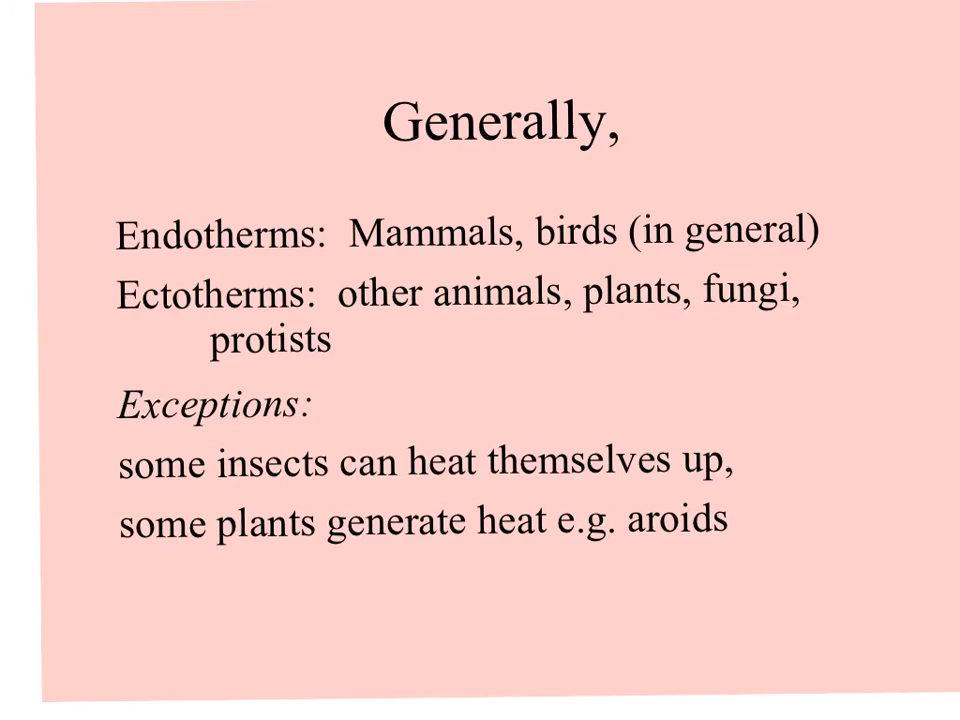 Generally,
Endotherms:  Mammals, birds (in general)
Ectotherms:  other animals, plants, fungi,
protists
Exceptions:
some insects can heat themselves up,
some plants generate heat e.g. aroids